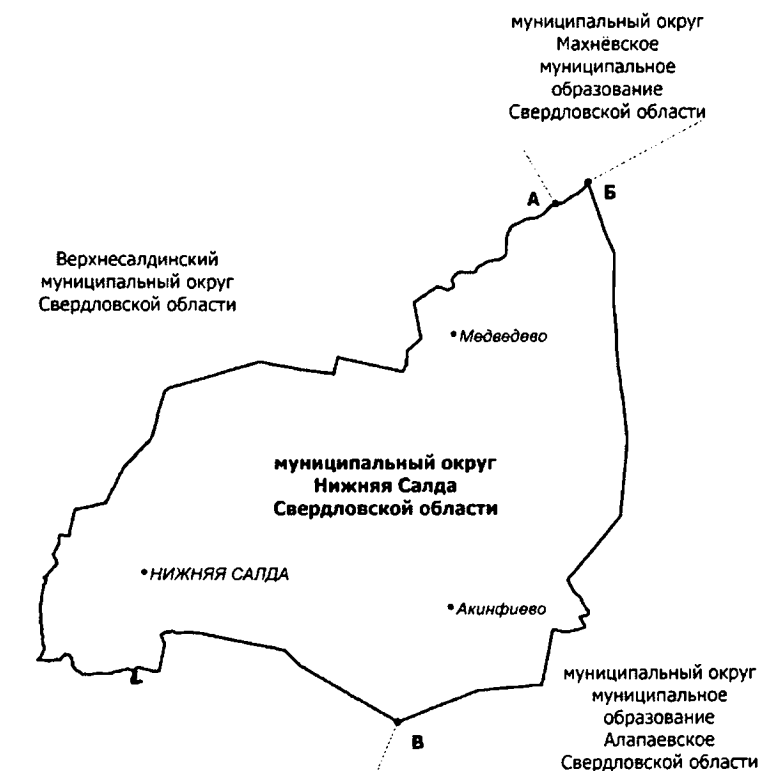 муниципальный округ
Махнёвское
муниципальное
образование
Свердловской области
А
Б
Верхнесалдинский
муниципальный округ
Свердловской области
Медведево
муниципальный округ
Нижняя Салда
Свердловской области
НИЖНЯЯ САЛДА
Акинфиево
муниципальный округ
муниципальное
образование
Алапаевское
Свердловской области
В